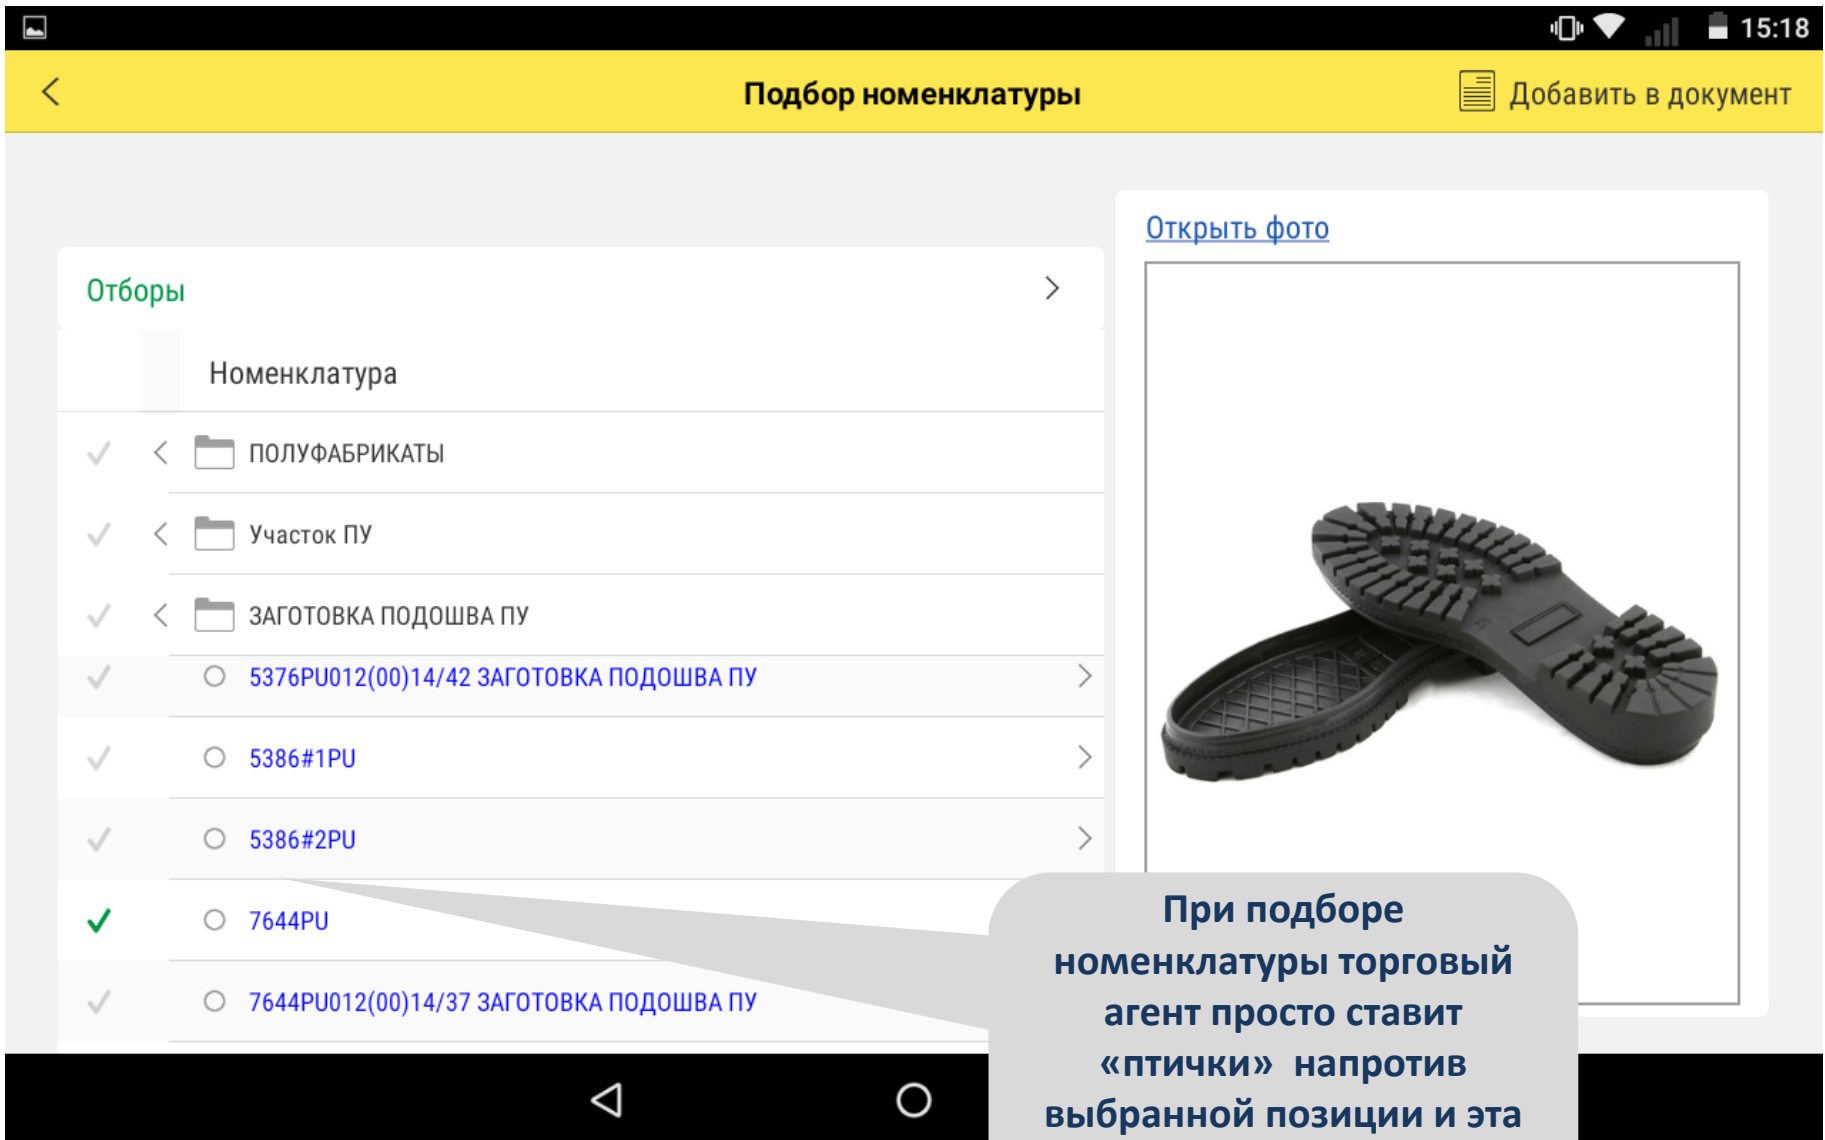 15:18
Подбор номенклатуры
Добавить в документ
Открыть фото
Отборы
Номенклатура
ПОЛУФАБРИКАТЫ
Участок ПУ
ЗАГОТОВКА ПОДОШВА ПУ
5376PU012(00)14/42 ЗАГОТОВКА ПОДОШВА ПУ
5386#1PU
5386#2PU
7644PU
7644PU012(00)14/37 ЗАГОТОВКА ПОДОШВА ПУ
При подборе
номенклатуры торговый
агент просто ставит
«птички» напротив
выбранной позиции и эта